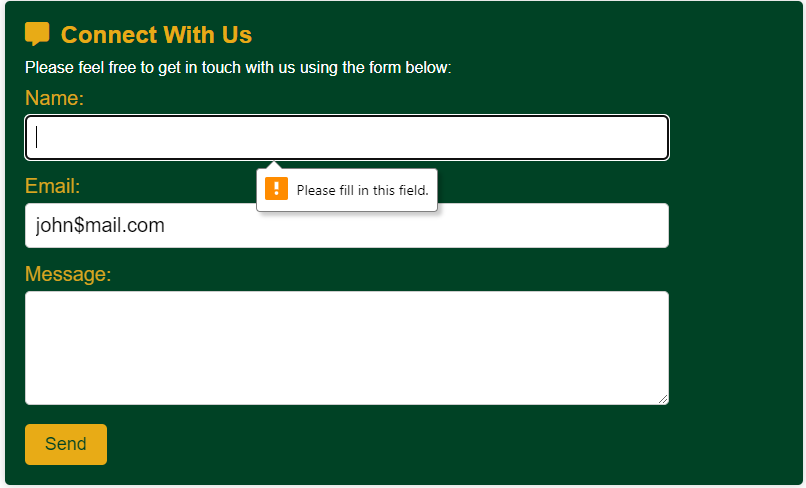 Connect With Us
Please feel free to get in touch with us using the form below:
Name:
Please fill in this field.
Email:
john$mail.com
Message:
Send